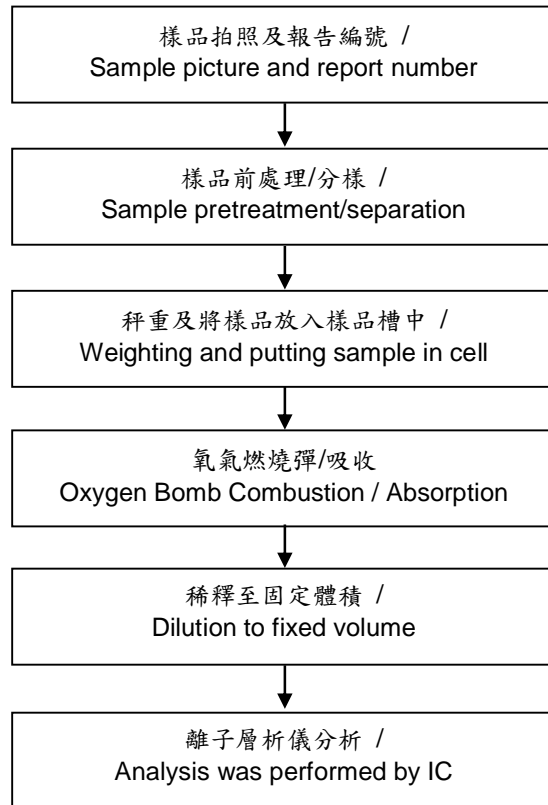 樣品拍照及報告編號 /
Sample picture and report number
樣品前處理/分樣 /
Sample pretreatment/separation
秤重及將樣品放入樣品槽中 /
Weighting and putting sample in cell
氧氣燃燒彈/吸收
Oxygen Bomb Combustion / Absorption
稀釋至固定體積 /
Dilution to fixed volume
離子層析儀分析 /
Analysis was performed by IC